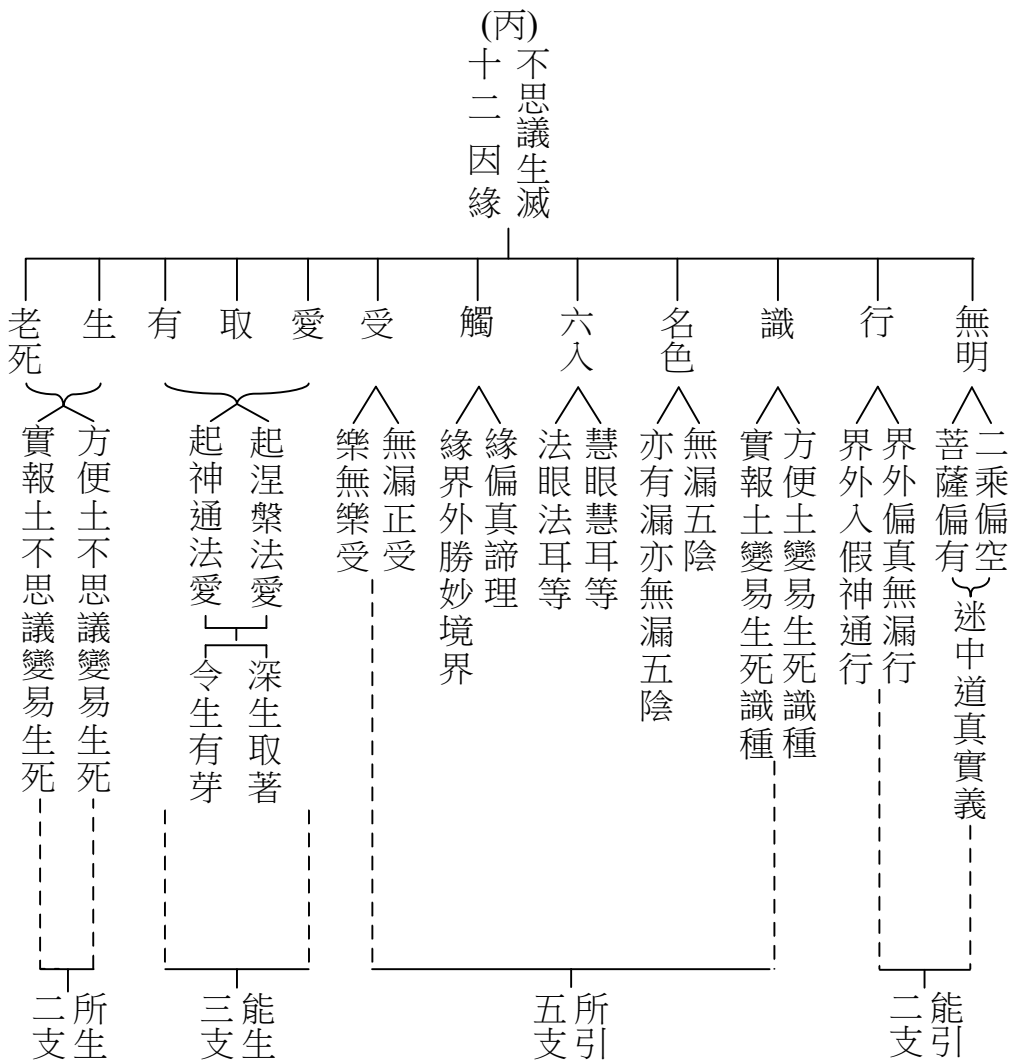 (丙)
不思議生滅
十二因緣
無明
行
識
名色
六入
觸
受
愛
取
有
生
老死
二乘偏空
菩薩偏有
迷中道真實義
界外偏真無漏行
界外入假神通行
方便土變易生死識種
實報土變易生死識種
無漏五陰
亦有漏亦無漏五陰
慧眼慧耳等
法眼法耳等
緣偏真諦理
緣界外勝妙境界
無漏正受
樂無樂受
起涅槃法愛
起神通法愛
深生取著
令生有芽
方便土不思議變易生死
實報土不思議變易生死
能引
二支
所引
五支
能生
三支
所生
二支